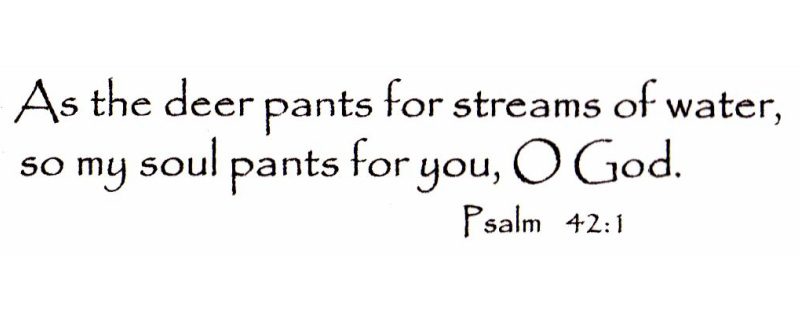 As the deer pants for streams of water,
so my soul pants for you, O God.
Psalm 42:1